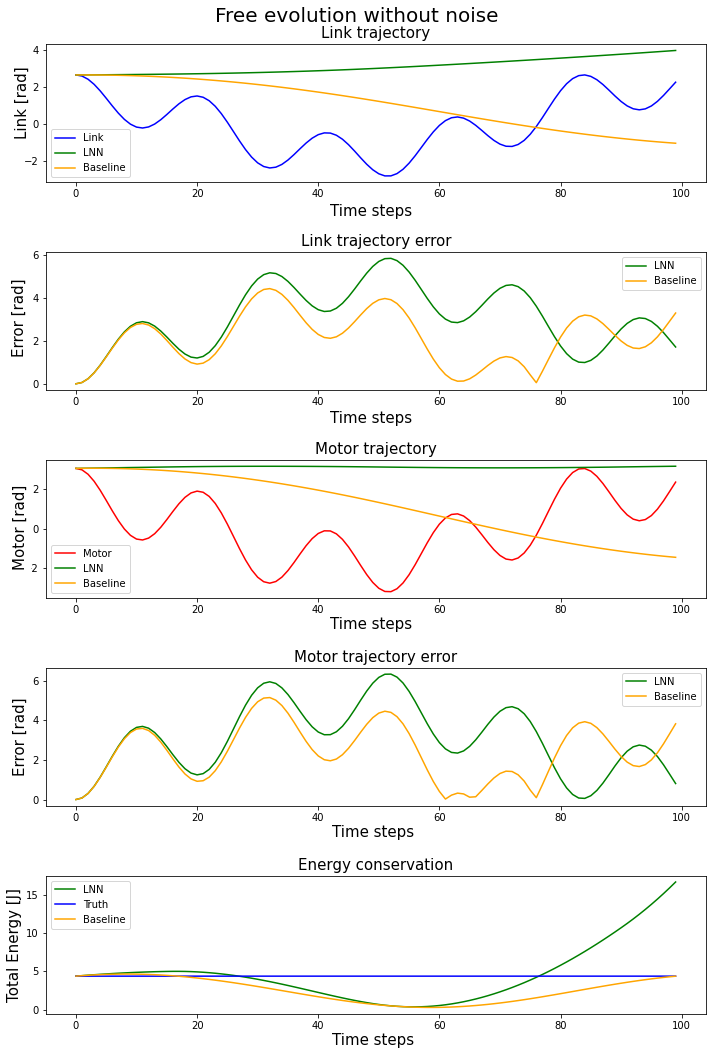 Free evolution without noise
Link trajectory
Link [rad]
4
2
0
−2
Link
LNN
Baseline
0 20 40 60 80 100
Time steps
Link trajectory error
Error [rad]
6
4
2
0
LNN
Baseline
0 20 40 60 80 100
Time steps
Motor trajectory
Motor [rad]
2
0
2
Motor
LNN
Baseline
0 20 40 60 80 100
Time steps
Motor trajectory error
Error [rad]
6
4
2
0
LNN
Baseline
0 20 40 60 80 100
Time steps
Energy conservation
Total Energy [J]
15
10
5
0
LNN
Truth
Baseline
0 20 40 60 80 100
Time steps